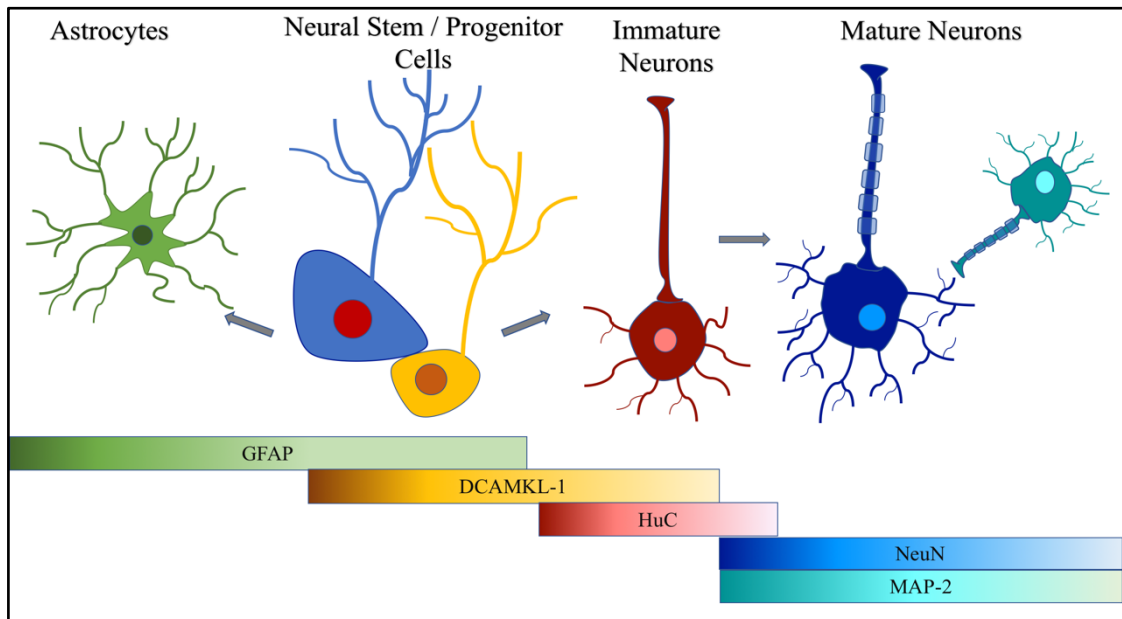 Astrocytes
Neural Stem / Progenitor
Cells
Immature
Neurons
Mature Neurons
GFAP
DCAMKL-1
HuC
NeuN
MAP-2